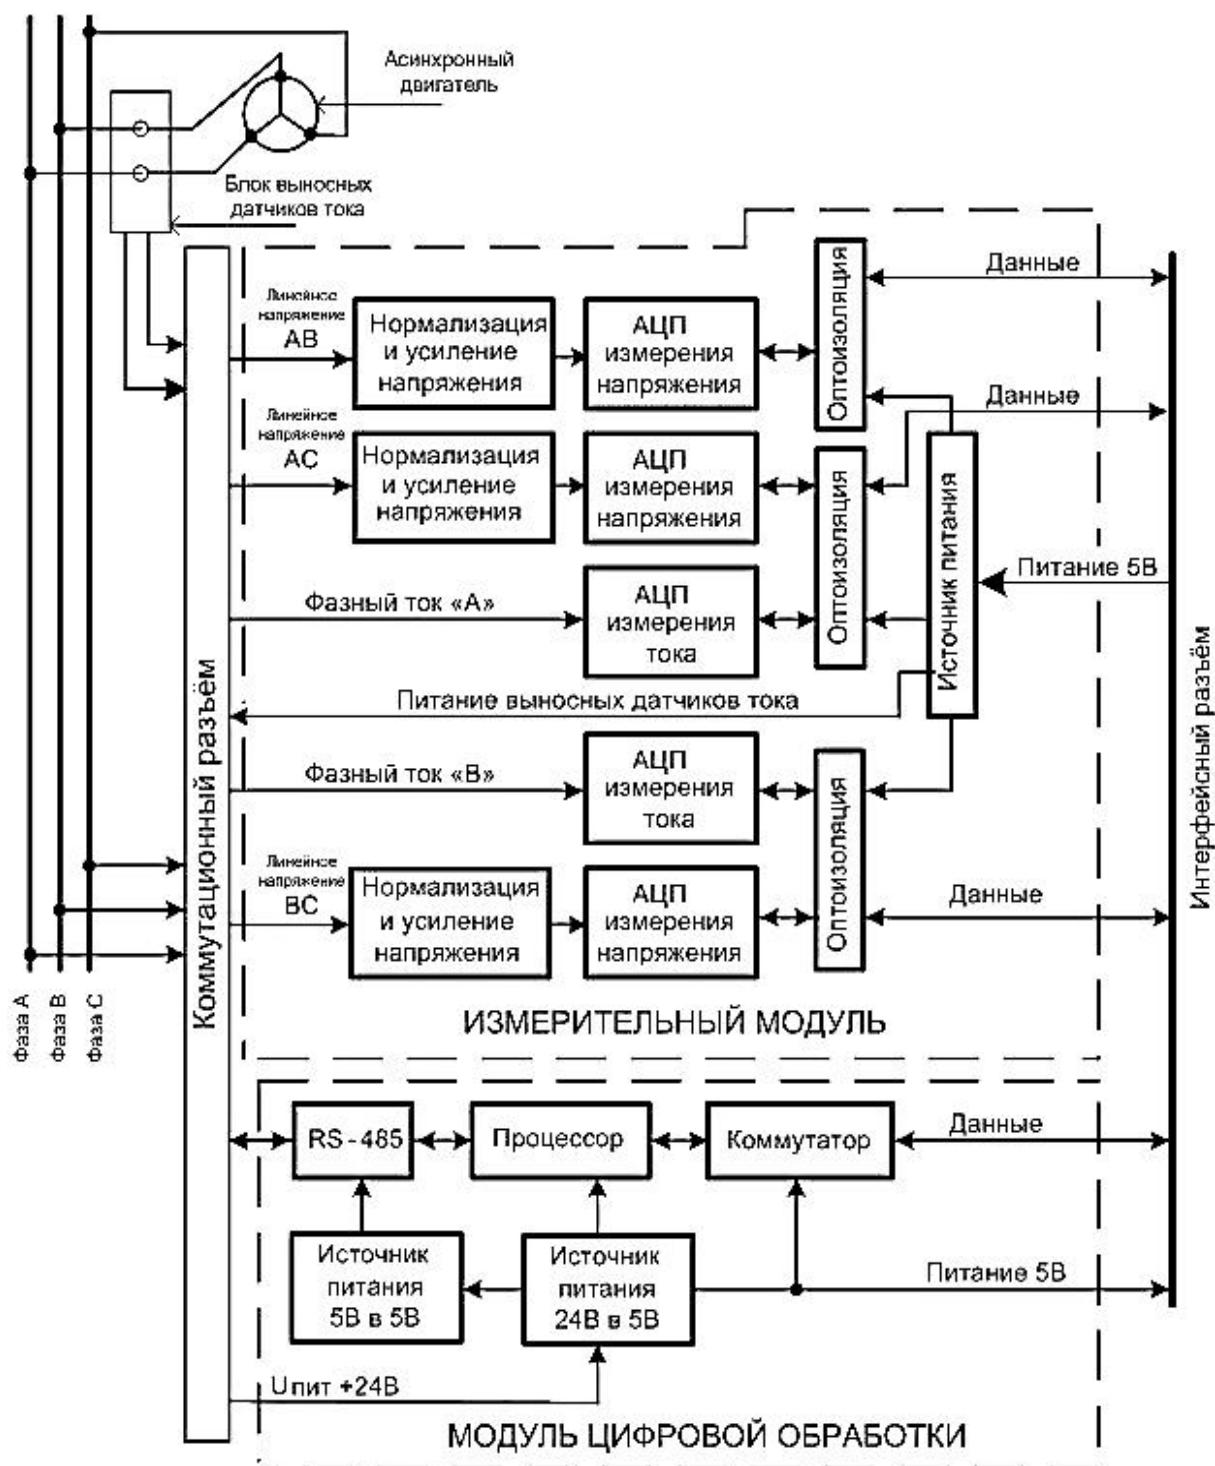 Асинхронный
двигатель
Блок выносных
датчиков тока
Данные
Линейное
напряжение
АВ
Нормализация
и усиление
напряжения
АЦП
измерения
напряжения
Оптоизоляция
Данные
Линейное
напряжение
АС
Нормализация
и усиление
напряжения
АЦП
измерения
напряжения
Оптоизоляция
Источник питания
Питание 5В
Фазный ток «А»
АЦП
измерения
тока
Питание выносных датчиков тока
Коммутационный разъём
Интерфейсный разъём
Фазный ток «В»
АЦП
измерения
тока
Оптоизоляция
Линейное
напряжение
ВС
Нормализация
и усиление
напряжения
АЦП
измерения
напряжения
Данные
Фаза А
Фаза В
Фаза С
ИЗМЕРИТЕЛЬНЫЙ МОДУЛЬ
RS - 485
Процессор
Коммутатор
Данные
Источник
питания
5В в 5В
Источник
питания
24В в 5В
Питание 5В
Uпит +24В
МОДУЛЬ ЦИФРОВОЙ ОБРАБОТКИ